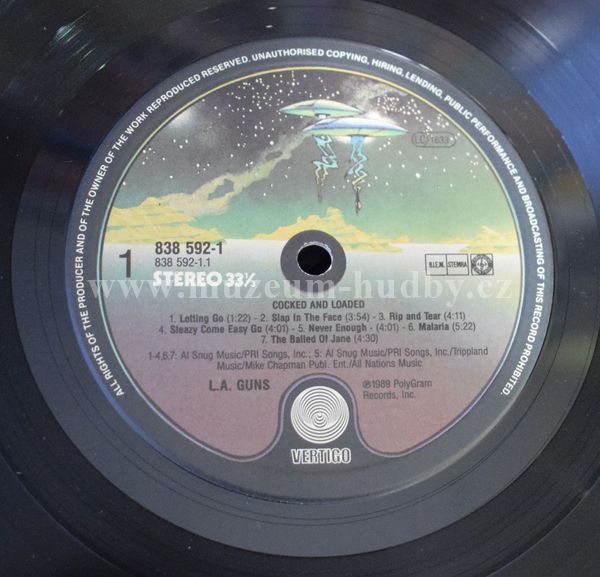 ALL RIGHTS OF THE PRODUCER AND OF THE OWNER OF THE WORK REPRODUCED RESERVED. UNAUTHORISED COPYING, HIRING, LENDING, PUBLIC PERFORMANCE AND BROADCASTING OF THIS RECORD PROHIBITED.
LC 1633
1
838 592-1
838 592-1.1
STEREO 33⅓
B.I.E.M. STEMRA
www.muzeum-hudby.cz
COCKED AND LOADED
1. Letting Go (1:22) - 2. Slap In The Face (3:54) - 3. Rip and Tear (4:11)
4. Sleazy Come Easy Go (4:01) - 5. Never Enough - (4:01) - 6. Malaria (5:22)
7. The Balled Of Jane (4:30)
1-4,6,7: Al Snug Music/PRI Songs, Inc.; 5: Al Snug Music/PRI Songs, Inc./Trippland
Music/Mike Chapman Publ. Ent./All Nations Music
L.A. GUNS
℗1989 PolyGram
Records, Inc.
VERTIGO